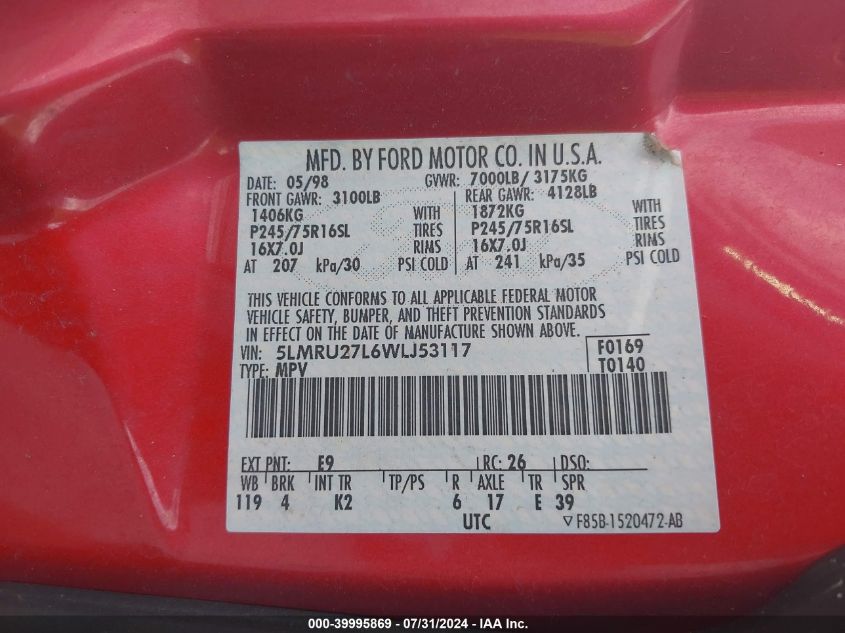 MFD. BY FORD MOTOR CO. IN U.S.A.
DATE: 05/98 GVWR: 7000LB/ 3175KG
FRONT GAWR: 3100LB REAR GAWR: 4128LB
1406KG WITH 1872KG WITH
P245/75R16SL TIRES P245/75R16SL TIRES
16X7.0J RIMS 16X7.0J RIMS
AT 207 kPa/30 PSI COLD AT 241 kPa/35 PSI COLD
THIS VEHICLE CONFORMS TO ALL APPLICABLE FEDERAL MOTOR
VEHICLE SAFETY, BUMPER, AND THEFT PREVENTION STANDARDS
IN EFFECT ON THE DATE OF MANUFACTURE SHOWN ABOVE.
VIN: 5LMRU27L6WLJ53117 F0169
TYPE: MPV T0140
EXT PNT: E9 RC: 26 DSO:
WB BRK INT TR TP/PS R AXLE TR SPR
119 4 K2 6 17 E 39
UTC ▽F85B-1520472-AB
000-39995869 / 07/31/2024 - IAA Inc.